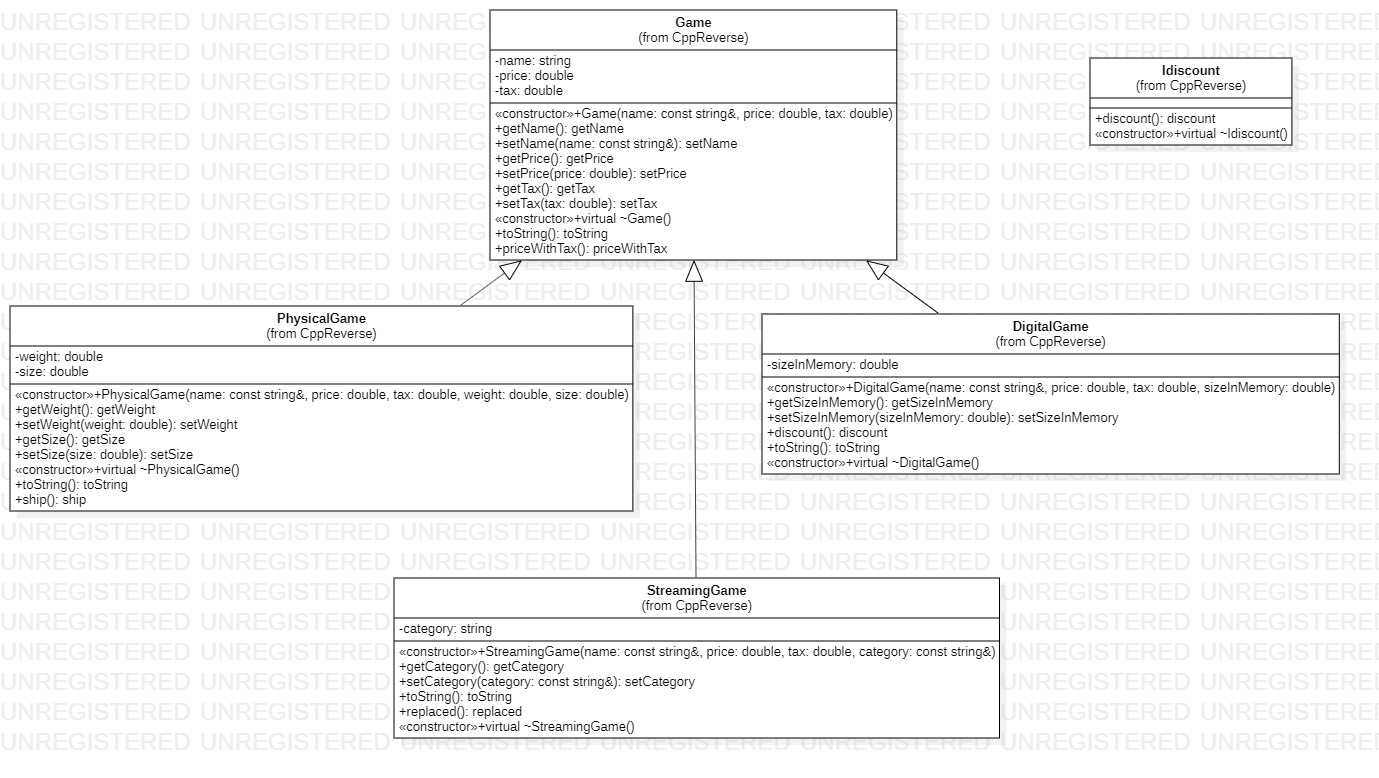 Game
(from CppReverse)
-name: string
-price: double
-tax: double
«constructor»+Game(name: const string&, price: double, tax: double)
+getName(): getName
+setName(name: const string&): setName
+getPrice(): getPrice
+setPrice(price: double): setPrice
+getTax(): getTax
+setTax(tax: double): setTax
«constructor»+virtual ~Game()
+toString(): toString
+priceWithTax(): priceWithTax
Idiscount
(from CppReverse)
+discount(): discount
«constructor»+virtual ~Idiscount()
PhysicalGame
(from CppReverse)
-weight: double
-size: double
«constructor»+PhysicalGame(name: const string&, price: double, tax: double, weight: double, size: double)
+getWeight(): getWeight
+setWeight(weight: double): setWeight
+getSize(): getSize
+setSize(size: double): setSize
«constructor»+virtual ~PhysicalGame()
+toString(): toString
+ship(): ship
DigitalGame
(from CppReverse)
-sizeInMemory: double
«constructor»+DigitalGame(name: const string&, price: double, tax: double, sizeInMemory: double)
+getSizeInMemory(): getSizeInMemory
+setSizeInMemory(sizeInMemory: double): setSizeInMemory
+discount(): discount
+toString(): toString
«constructor»+virtual ~DigitalGame()
StreamingGame
(from CppReverse)
-category: string
«constructor»+StreamingGame(name: const string&, price: double, tax: double, category: const string&)
+getCategory(): getCategory
+setCategory(category: const string&): setCategory
+toString(): toString
+replaced(): replaced
«constructor»+virtual ~StreamingGame()
UNREGISTERED